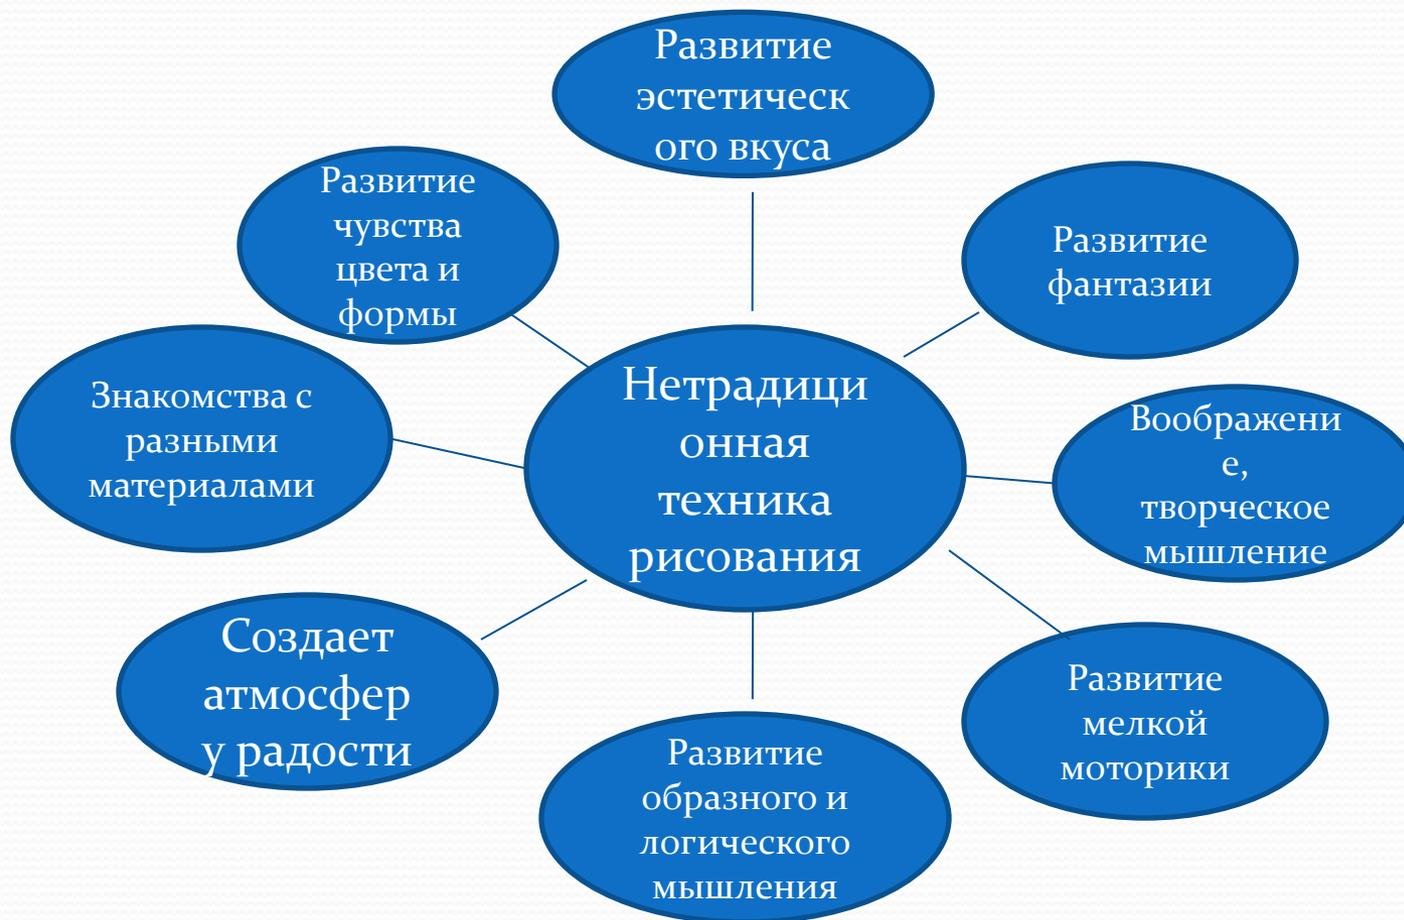 Развитие
эстетическ
ого вкуса
Развитие
чувства
цвета и
формы
Развитие
фантазии
Знакомства с
разными
материалами
Нетрадици
онная
техника
рисования
Воображени
е,
творческое
мышление
Создает
атмосфер
у радости
Развитие
образного и
логического
мышления
Развитие
мелкой
моторики